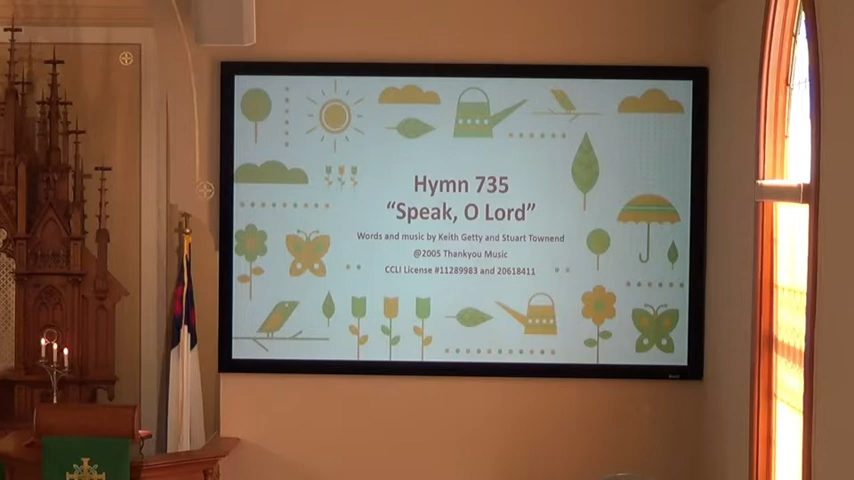 Hymn 735
“Speak, O Lord”
Words and music by Keith Getty and Stuart Townend
@2005 Thankyou Music
CCLI License #11289983 and 20618411